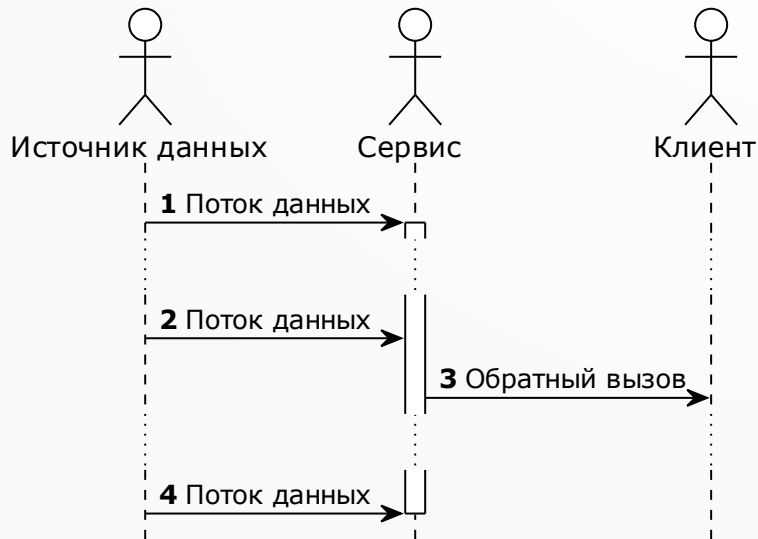 Источник данных
Сервис
Клиент
1 Поток данных
2 Поток данных
3 Обратный вызов
4 Поток данных